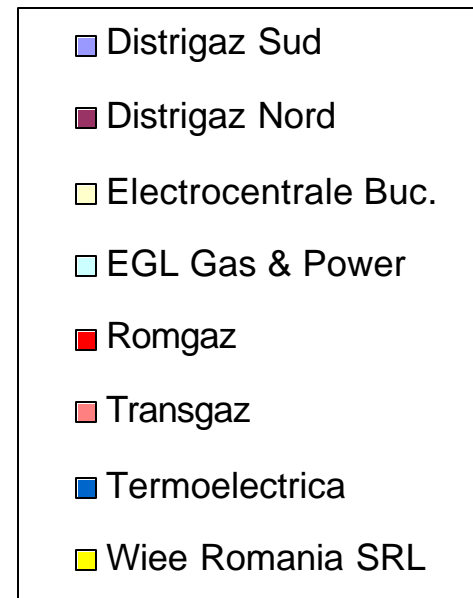 Distrigaz Sud
Distrigaz Nord
Electrocentrale Buc.
EGL Gas & Power
Romgaz
Transgaz
Termoelectrica
Wiee Romania SRL